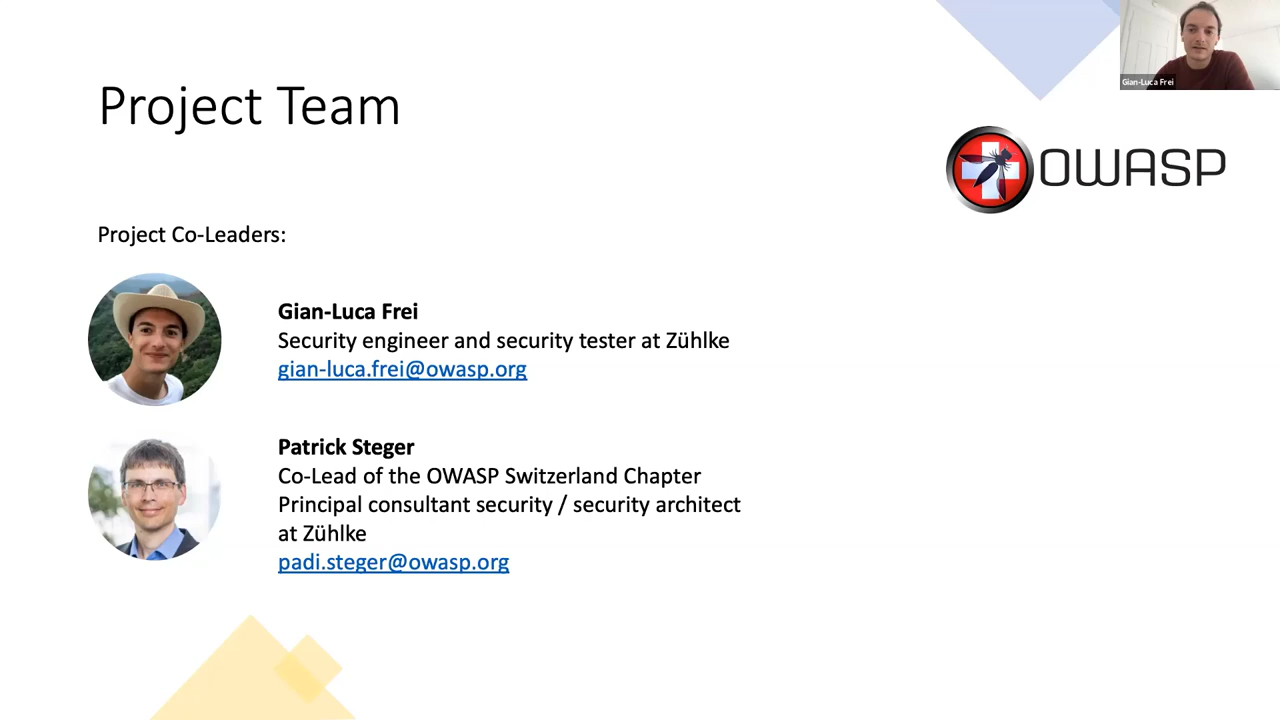 Project Team
Gian-Luca Frei
OWASP
Project Co-Leaders:
Gian-Luca Frei
Security engineer and security tester at Zühlke
gian-luca.frei@owasp.org
Patrick Steger
Co-Lead of the OWASP Switzerland Chapter
Principal consultant security / security architect
at Zühlke
padi.steger@owasp.org